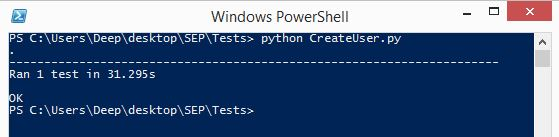 Windows PowerShell
PS C:\Users\Deep\desktop\SEP\Tests> python CreateUser.py
.
----------------------------------------------------------------------
Ran 1 test in 31.295s
OK
PS C:\Users\Deep\desktop\SEP\Tests>